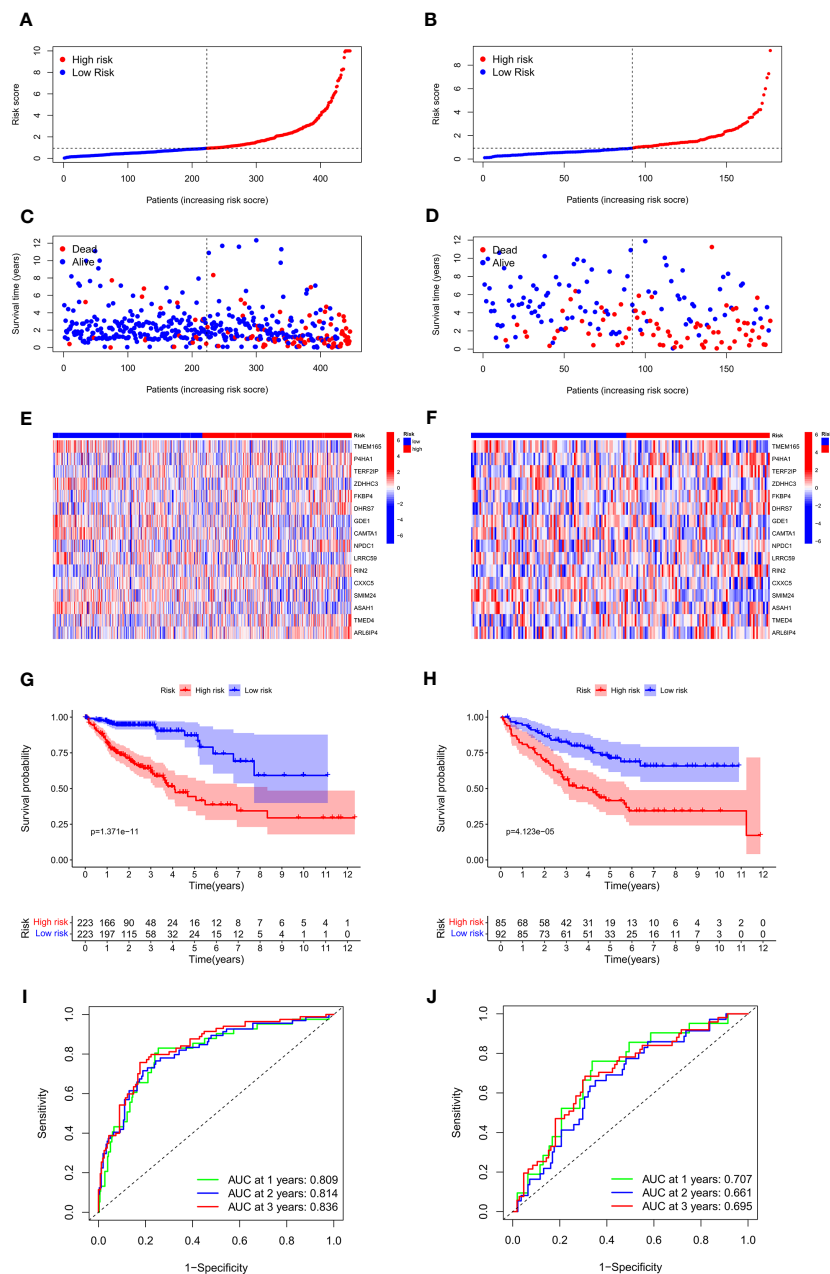 A
B
High risk
Low Risk
Risk score
0 2 4 6 8 10
0 100 200 300 400
Patients (increasing risk socre)
High risk
Low Risk
Risk score
0 2 4 6 8
0 50 100 150
Patients (increasing risk socre)
C
D
Dead
Alive
Survival time (years)
0 2 4 6 8 10 12
0 100 200 300 400
Patients (increasing risk socre)
Dead
Alive
Survival time (years)
0 2 4 6 8 10 12
0 50 100 150
Patients (increasing risk socre)
E
F
Risk
TMEM165
P4HA1
TERF2IP
ZDHHC3
FKBP4
DHRS7
GDE1
CAMTA1
NPDC1
LRRC59
RIN2
CXXC5
SMIM24
ASAH1
TMED4
ARL6IP4
6
4
2
0
−2
−4
−6
Risk
low
high
Risk
TMEM165
P4HA1
TERF2IP
ZDHHC3
FKBP4
DHRS7
GDE1
CAMTA1
NPDC1
LRRC59
RIN2
CXXC5
SMIM24
ASAH1
TMED4
ARL6IP4
6
4
2
0
−2
−4
−6
Ris
G
H
Risk High risk Low risk
Survival probability
1.00
0.75
0.50
0.25
0.00
p=1.371e−11
0 1 2 3 4 5 6 7 8 9 10 11 12
Time(years)
Risk High risk Low risk
Survival probability
1.00
0.75
0.50
0.25
0.00
p=4.123e−05
0 1 2 3 4 5 6 7 8 9 10 11 12
Time(years)
Risk
High risk 223 166 90 48 24 16 12 8 7 6 5 4 1
Low risk 223 197 115 58 32 24 15 12 5 4 1 1 0
0 1 2 3 4 5 6 7 8 9 10 11 12
Time(years)
Risk
High risk 85 68 58 42 31 19 13 10 6 4 3 2 0
Low risk 92 85 73 61 51 33 25 16 11 7 3 0 0
0 1 2 3 4 5 6 7 8 9 10 11 12
Time(years)
I
J
Sensitivity
0.0 0.2 0.4 0.6 0.8 1.0
AUC at 1 years: 0.809
AUC at 2 years: 0.814
AUC at 3 years: 0.836
0.0 0.2 0.4 0.6 0.8 1.0
1−Specificity
Sensitivity
0.0 0.2 0.4 0.6 0.8 1.0
AUC at 1 years: 0.707
AUC at 2 years: 0.661
AUC at 3 years: 0.695
0.0 0.2 0.4 0.6 0.8 1.0
1−Specificity